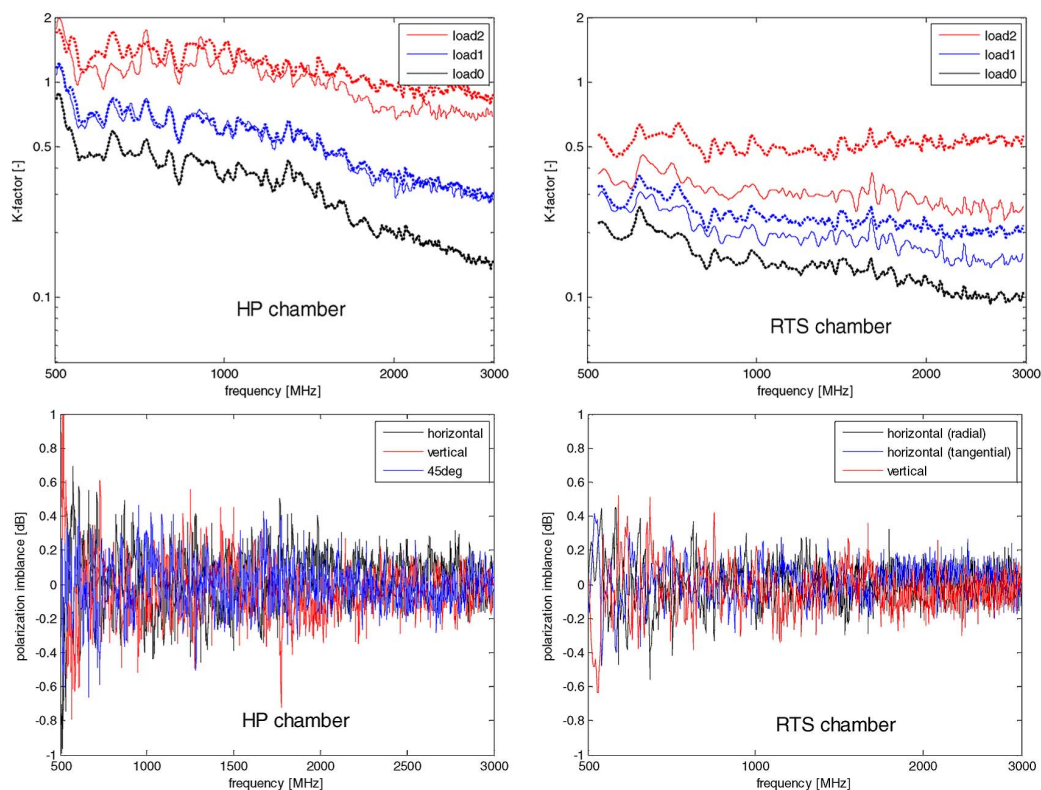 2
1
0.5
0.1
K-factor [-]
load2
load1
load0
HP chamber
500
1000
2000
3000
frequency [MHz]
2
1
0.5
0.1
K-factor [-]
load2
load1
load0
RTS chamber
500
1000
2000
3000
frequency [MHz]
1
0.8
0.6
0.4
0.2
0
-0.2
-0.4
-0.6
-0.8
-1
polarization imblance [dB]
horizontal
vertical
45deg
HP chamber
500
1000
1500
2000
2500
3000
frequency [MHz]
1
0.8
0.6
0.4
0.2
0
-0.2
-0.4
-0.6
-0.8
-1
polarization imblance [dB]
horizontal (radial)
horizontal (tangential)
vertical
RTS chamber
500
1000
2000
3000
frequency [MHz]